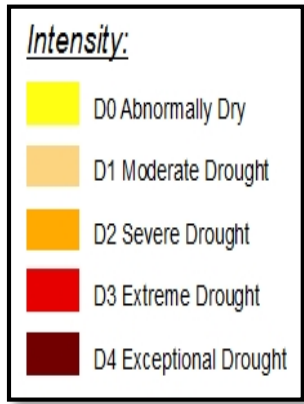 Intensity:
D0 Abnormally Dry
D1 Moderate Drought
D2 Severe Drought
D3 Extreme Drought
D4 Exceptional Drought